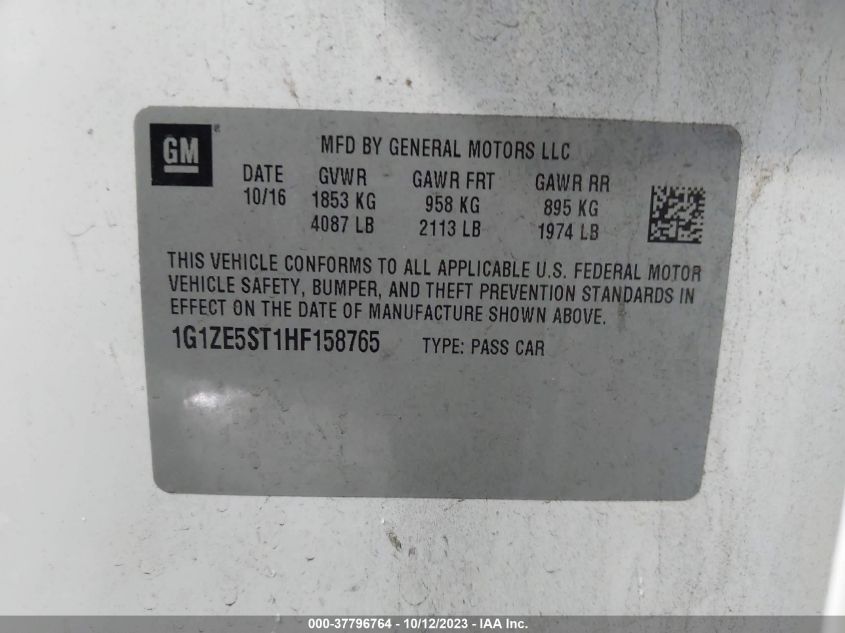 GM
MFD BY GENERAL MOTORS LLC
DATE GVWR GAWR FRT GAWR RR
10/16 1853 KG 958 KG 895 KG
4087 LB 2113 LB 1974 LB
THIS VEHICLE CONFORMS TO ALL APPLICABLE U.S. FEDERAL MOTOR
VEHICLE SAFETY, BUMPER, AND THEFT PREVENTION STANDARDS IN
EFFECT ON THE DATE OF MANUFACTURE SHOWN ABOVE.
1G1ZE5ST1HF158765 TYPE: PASS CAR
000-37796764 - 10/12/2023 - IAA Inc.